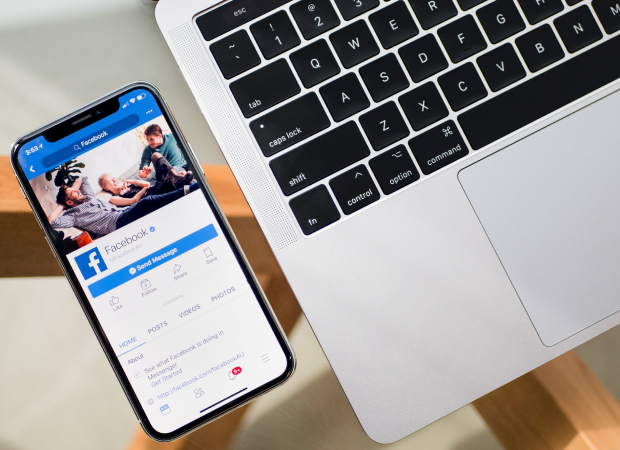 3:53
Facebook
f
Facebook
@facebookAU
Send Message
Like
Follow
Share
Save
Community
HOME
POSTS
VIDEOS
PHOTOS
About
See what Facebook is doing in
Messenger
Get Started
http://facebook.com/facebookAU
9+
esc
! 1
@ 2
3
~ `
tab
Q
W
E
R
caps lock
A
S
D
F
G
H
shift
Z
X
C
V
B
N
M
fn
^ control
⌥ option
⌘ command